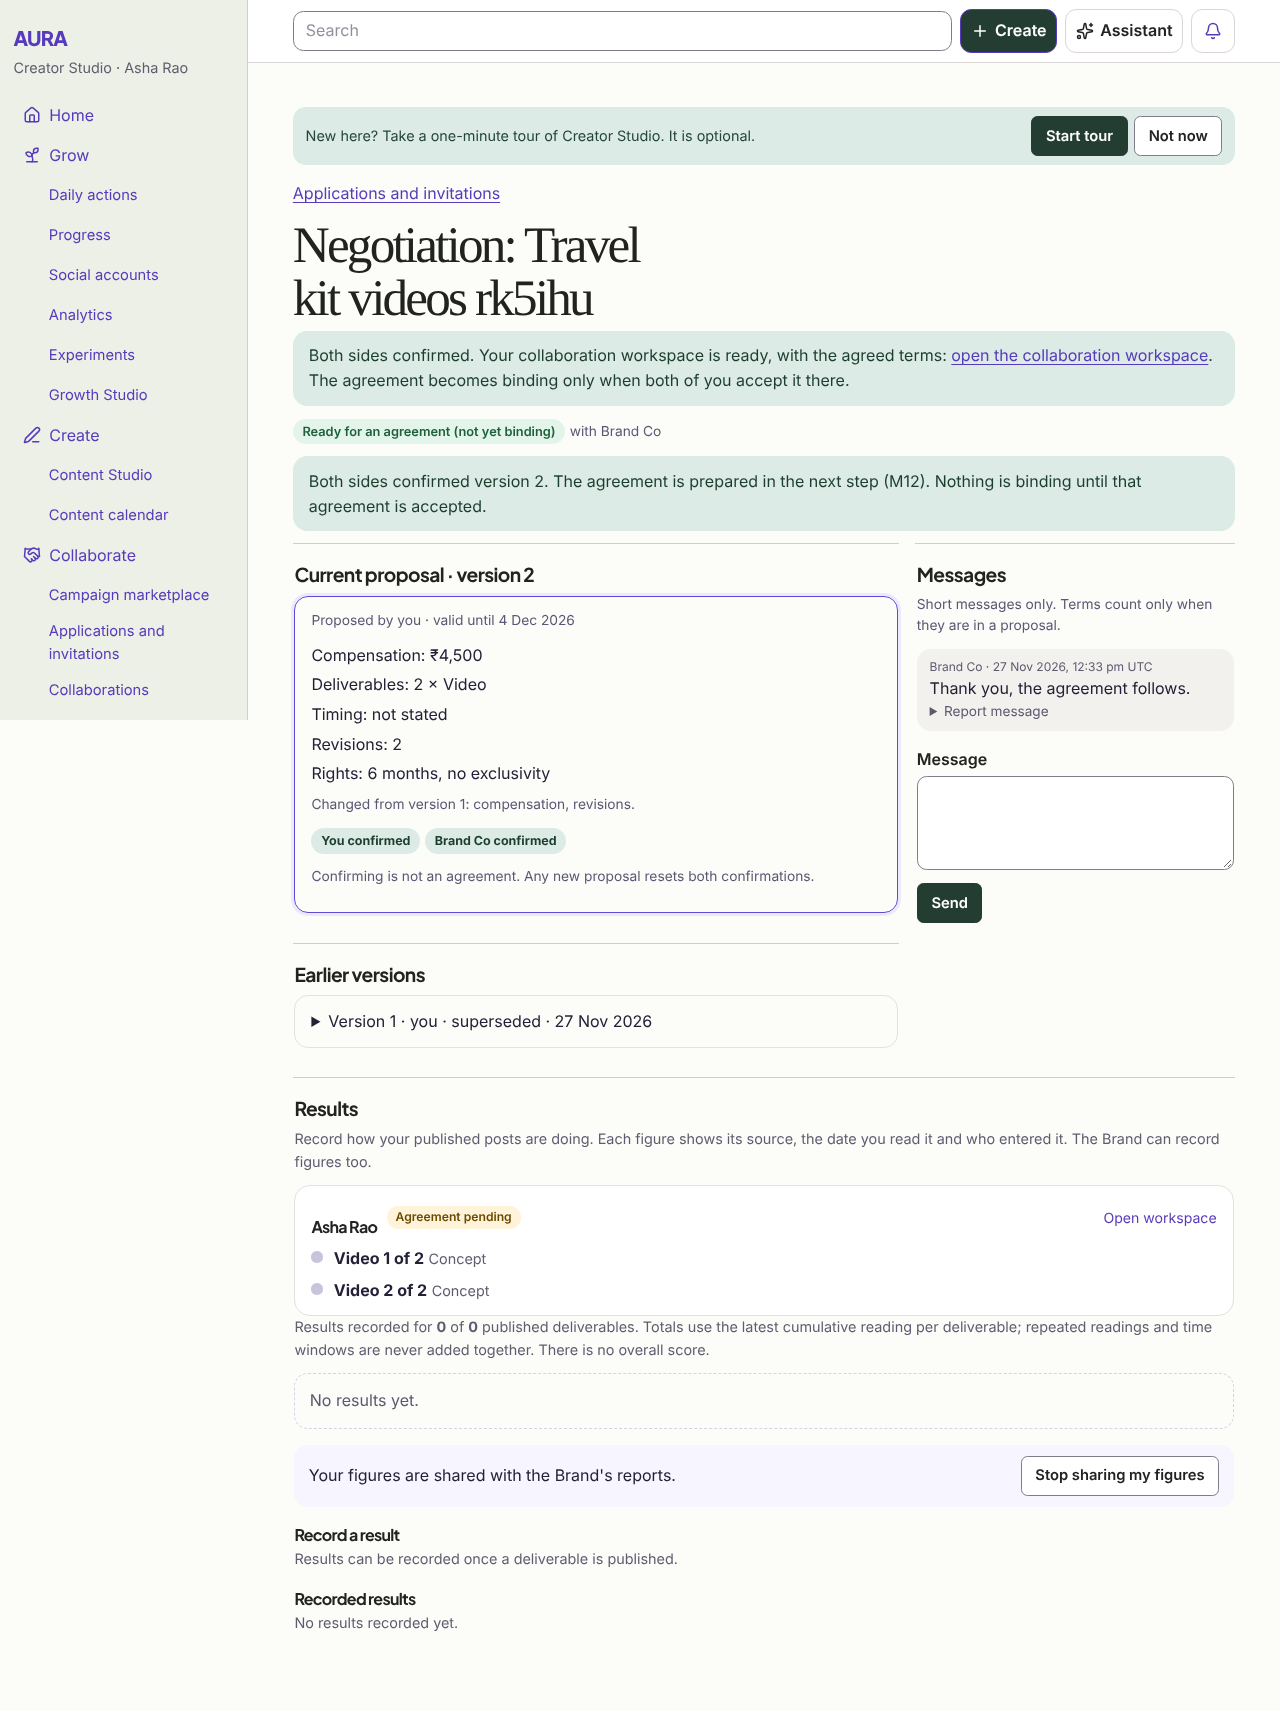 AURA
Creator Studio · Asha Rao
Home
Grow
Daily actions
Progress
Social accounts
Analytics
Experiments
Growth Studio
Create
Content Studio
Content calendar
Collaborate
Campaign marketplace
Applications and
invitations
Collaborations
Search
Create
Assistant
New here? Take a one-minute tour of Creator Studio. It is optional.
Start tour
Not now
Applications and invitations
Negotiation: Travel
kit videos rk5ihu
Both sides confirmed. Your collaboration workspace is ready, with the agreed terms: open the collaboration workspace.
The agreement becomes binding only when both of you accept it there.
Ready for an agreement (not yet binding) with Brand Co
Both sides confirmed version 2. The agreement is prepared in the next step (M12). Nothing is binding until that
agreement is accepted.
Current proposal · version 2
Proposed by you · valid until 4 Dec 2026
Compensation: ₹4,500
Deliverables: 2 × Video
Timing: not stated
Revisions: 2
Rights: 6 months, no exclusivity
Changed from version 1: compensation, revisions.
You confirmed
Brand Co confirmed
Confirming is not an agreement. Any new proposal resets both confirmations.
Messages
Short messages only. Terms count only when
they are in a proposal.
Brand Co · 27 Nov 2026, 12:33 pm UTC
Thank you, the agreement follows.
Report message
Message
Send
Earlier versions
Version 1 · you · superseded · 27 Nov 2026
Results
Record how your published posts are doing. Each figure shows its source, the date you read it and who entered it. The Brand can record
figures too.
Asha Rao
Agreement pending
Open workspace
Video 1 of 2 Concept
Video 2 of 2 Concept
Results recorded for 0 of 0 published deliverables. Totals use the latest cumulative reading per deliverable; repeated readings and time
windows are never added together. There is no overall score.
No results yet.
Your figures are shared with the Brand's reports.
Stop sharing my figures
Record a result
Results can be recorded once a deliverable is published.
Recorded results
No results recorded yet.